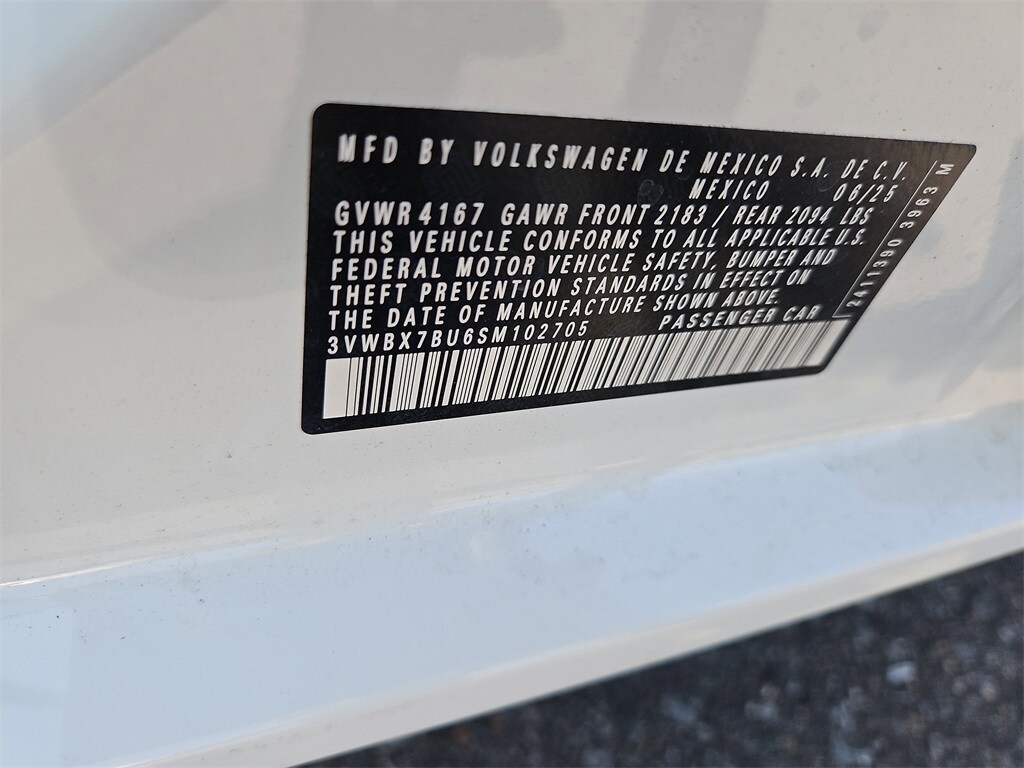 MFD BY VOLKSWAGEN DE MEXICO S.A. DE C.V.
MEXICO 06/25
GVWR 4167 GAWR FRONT 2183 / REAR 2094 LBS
THIS VEHICLE CONFORMS TO ALL APPLICABLE U.S.
FEDERAL MOTOR VEHICLE SAFETY, BUMPER AND
THEFT PREVENTION STANDARDS IN EFFECT ON
THE DATE OF MANUFACTURE SHOWN ABOVE.
3VWBX7BU6SM102705 PASSENGER CAR
2411390 3963 M